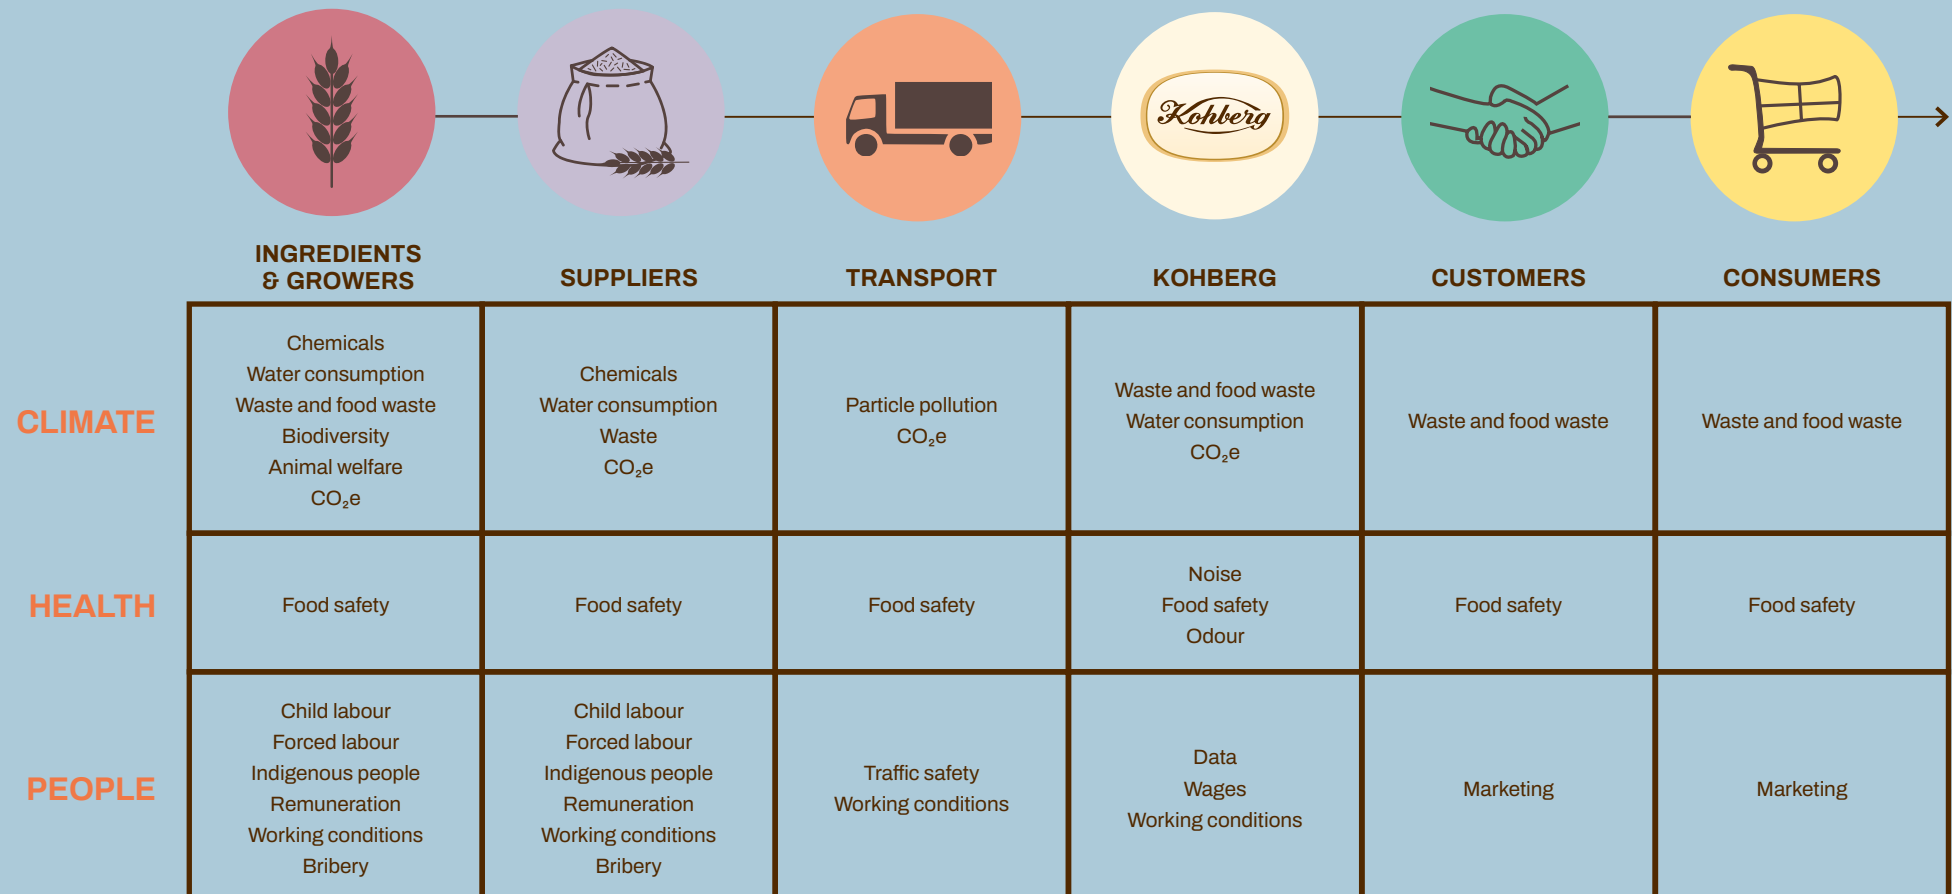 Kohberg
INGREDIENTS
& GROWERS
SUPPLIERS
TRANSPORT
KOHBERG
CUSTOMERS
CONSUMERS
CLIMATE
Chemicals
Water consumption
Waste and food waste
Biodiversity
Animal welfare
CO₂e
Chemicals
Water consumption
Waste
CO₂e
Particle pollution
CO₂e
Waste and food waste
Water consumption
CO₂e
Waste and food waste
Waste and food waste
HEALTH
Food safety
Food safety
Food safety
Noise
Food safety
Odour
Food safety
Food safety
PEOPLE
Child labour
Forced labour
Indigenous people
Remuneration
Working conditions
Bribery
Child labour
Forced labour
Indigenous people
Remuneration
Working conditions
Bribery
Traffic safety
Working conditions
Data
Wages
Working conditions
Marketing
Marketing